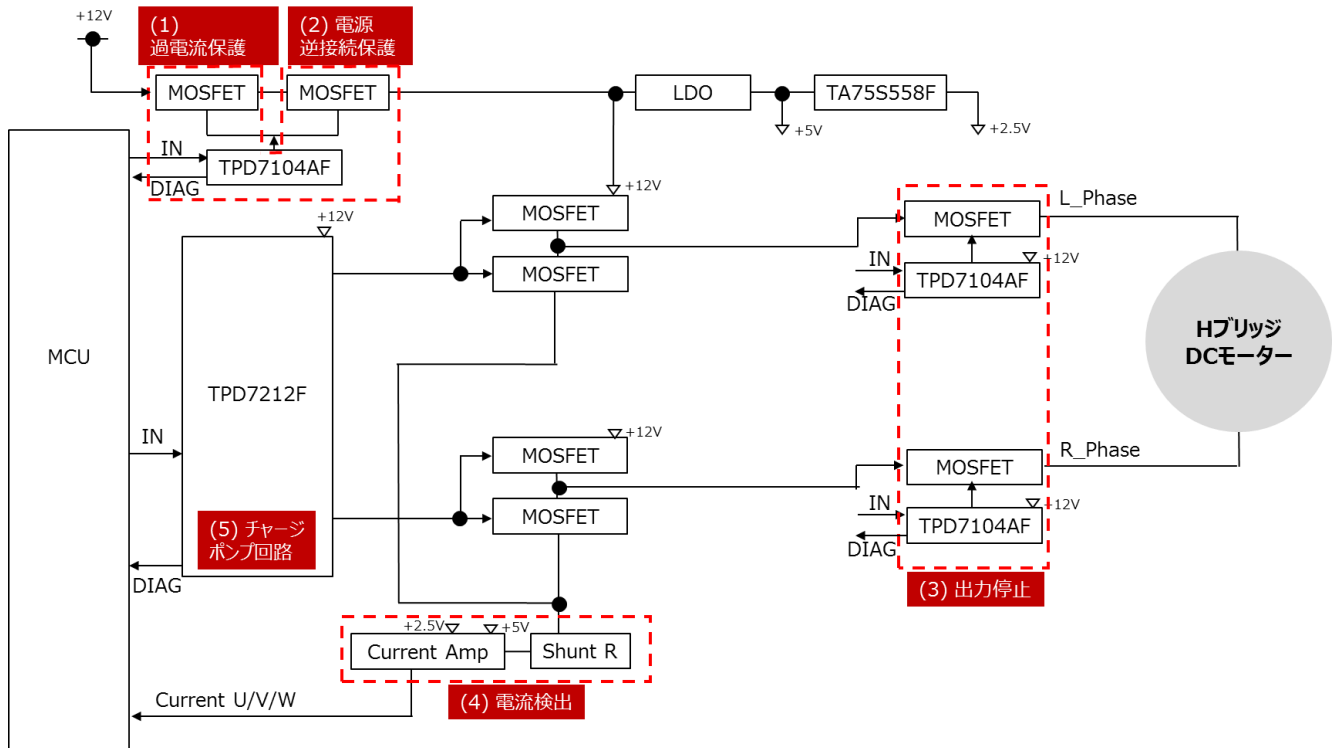 +12V
(1)
過電流保護
(2) 電源
逆接続保護
MOSFET
MOSFET
LDO
TA75S558F
+5V
+2.5V
IN
TPD7104AF
DIAG
+12V
MOSFET
+12V
MOSFET
MOSFET
L_Phase
IN
+12V
TPD7104AF
DIAG
Hブリッジ
DCモーター
MCU
TPD7212F
IN
+12V
MOSFET
MOSFET
R_Phase
MOSFET
IN
+12V
TPD7104AF
DIAG
(5) チャージ
ポンプ回路
DIAG
(3) 出力停止
+2.5V
+5V
Current Amp
Shunt R
(4) 電流検出
Current U/V/W